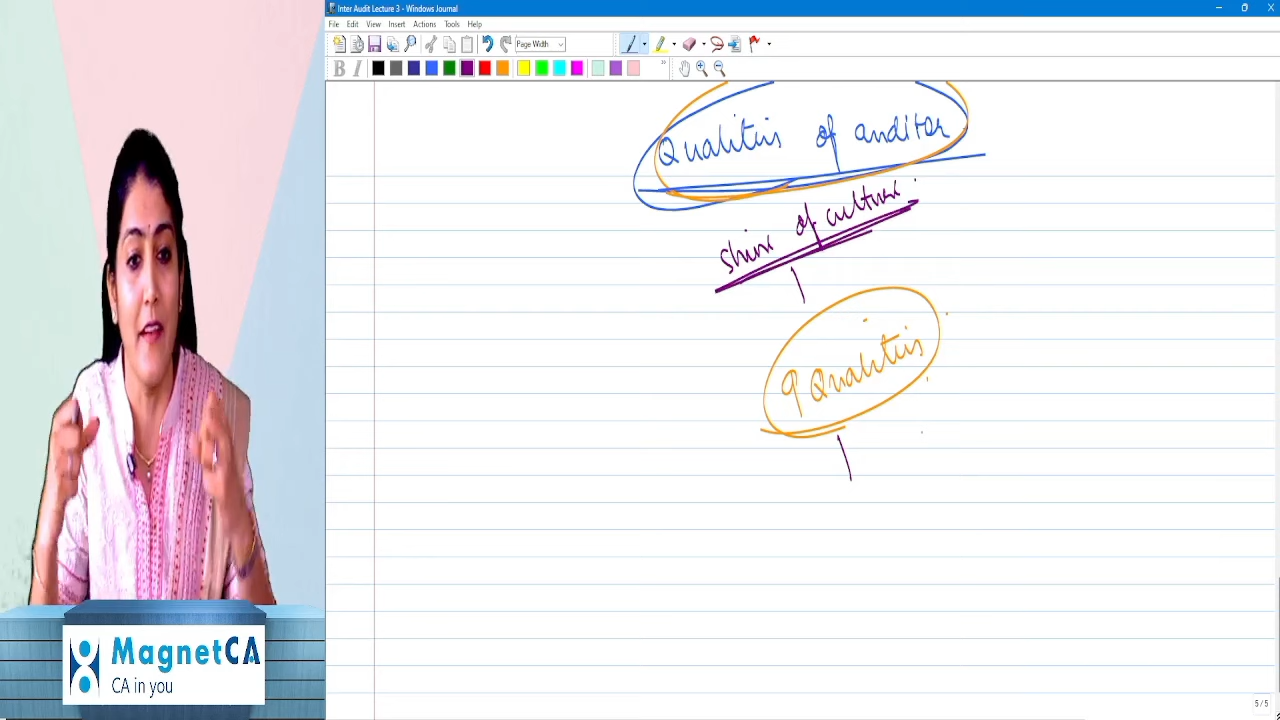 Inter Audit Lecture 3 - Windows Journal
File Edit View Insert Actions Tools Help
Page Width
B I
Qualities of auditor
shine of culture.
9 Qualities
MagnetCA
CA in you
5 / 5